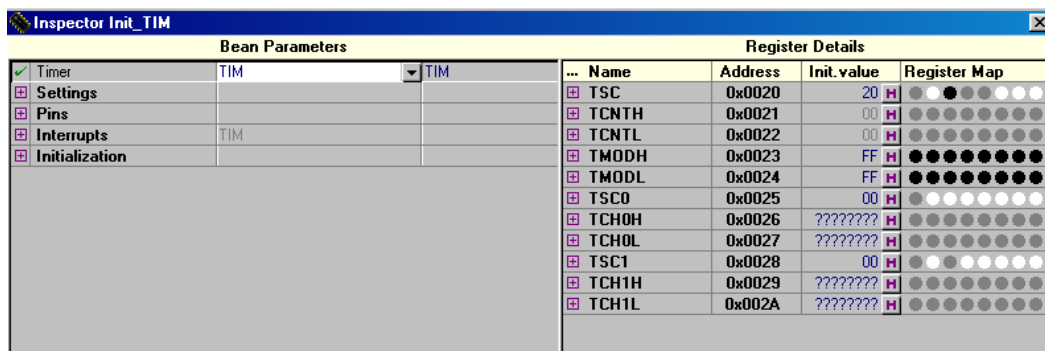 Inspector Init_TIM
Bean Parameters Register Details
Timer TIM TIM ... Name Address Init.value Register Map
Settings TSC 0x0020 20 H
Pins TCNTH 0x0021 00 H
Interrupts TIM TCNTL 0x0022 00 H
Initialization TMODH 0x0023 FF H
TMODL 0x0024 FF H
TSC0 0x0025 00 H
TCH0H 0x0026 ???????? H
TCH0L 0x0027 ???????? H
TSC1 0x0028 00 H
TCH1H 0x0029 ???????? H
TCH1L 0x002A ???????? H